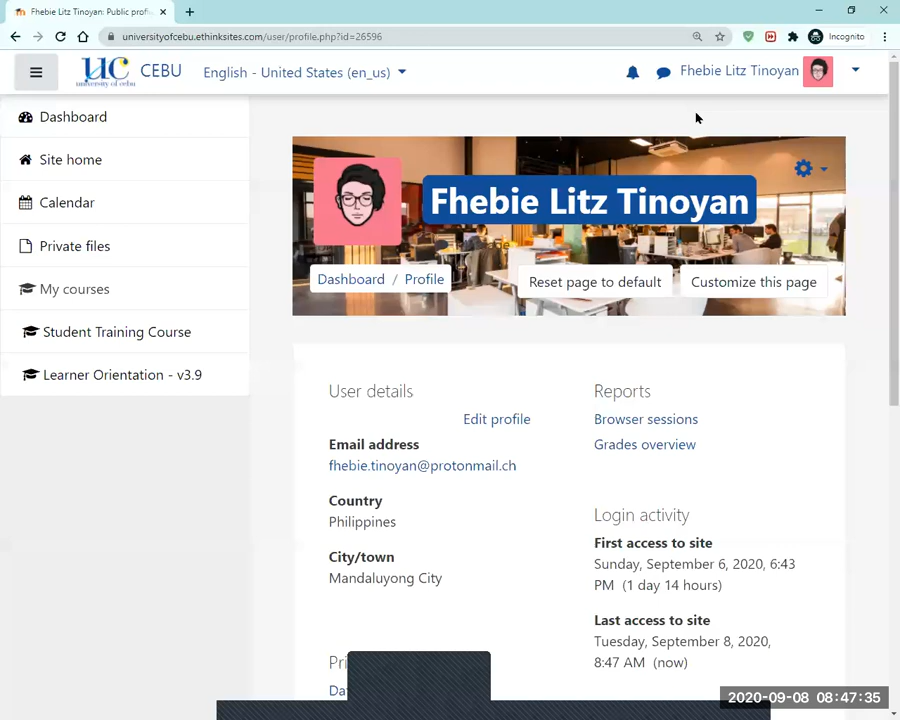 Fhebie Litz Tinoyan: Public profi
universityofcebu.ethinksites.com/user/profile.php?id=26596
Incognito
UC
university of cebu
CEBU
English - United States (en_us)
Fhebie Litz Tinoyan
Dashboard
Site home
Calendar
Private files
My courses
Student Training Course
Learner Orientation - v3.9
Fhebie Litz Tinoyan
Dashboard / Profile
Reset page to default
Customize this page
User details
Edit profile
Email address
fhebie.tinoyan@protonmail.ch
Country
Philippines
City/town
Mandaluyong City
Reports
Browser sessions
Grades overview
Login activity
First access to site
Sunday, September 6, 2020, 6:43
PM (1 day 14 hours)
Last access to site
Tuesday, September 8, 2020,
8:47 AM (now)
2020-09-08 08:47:35